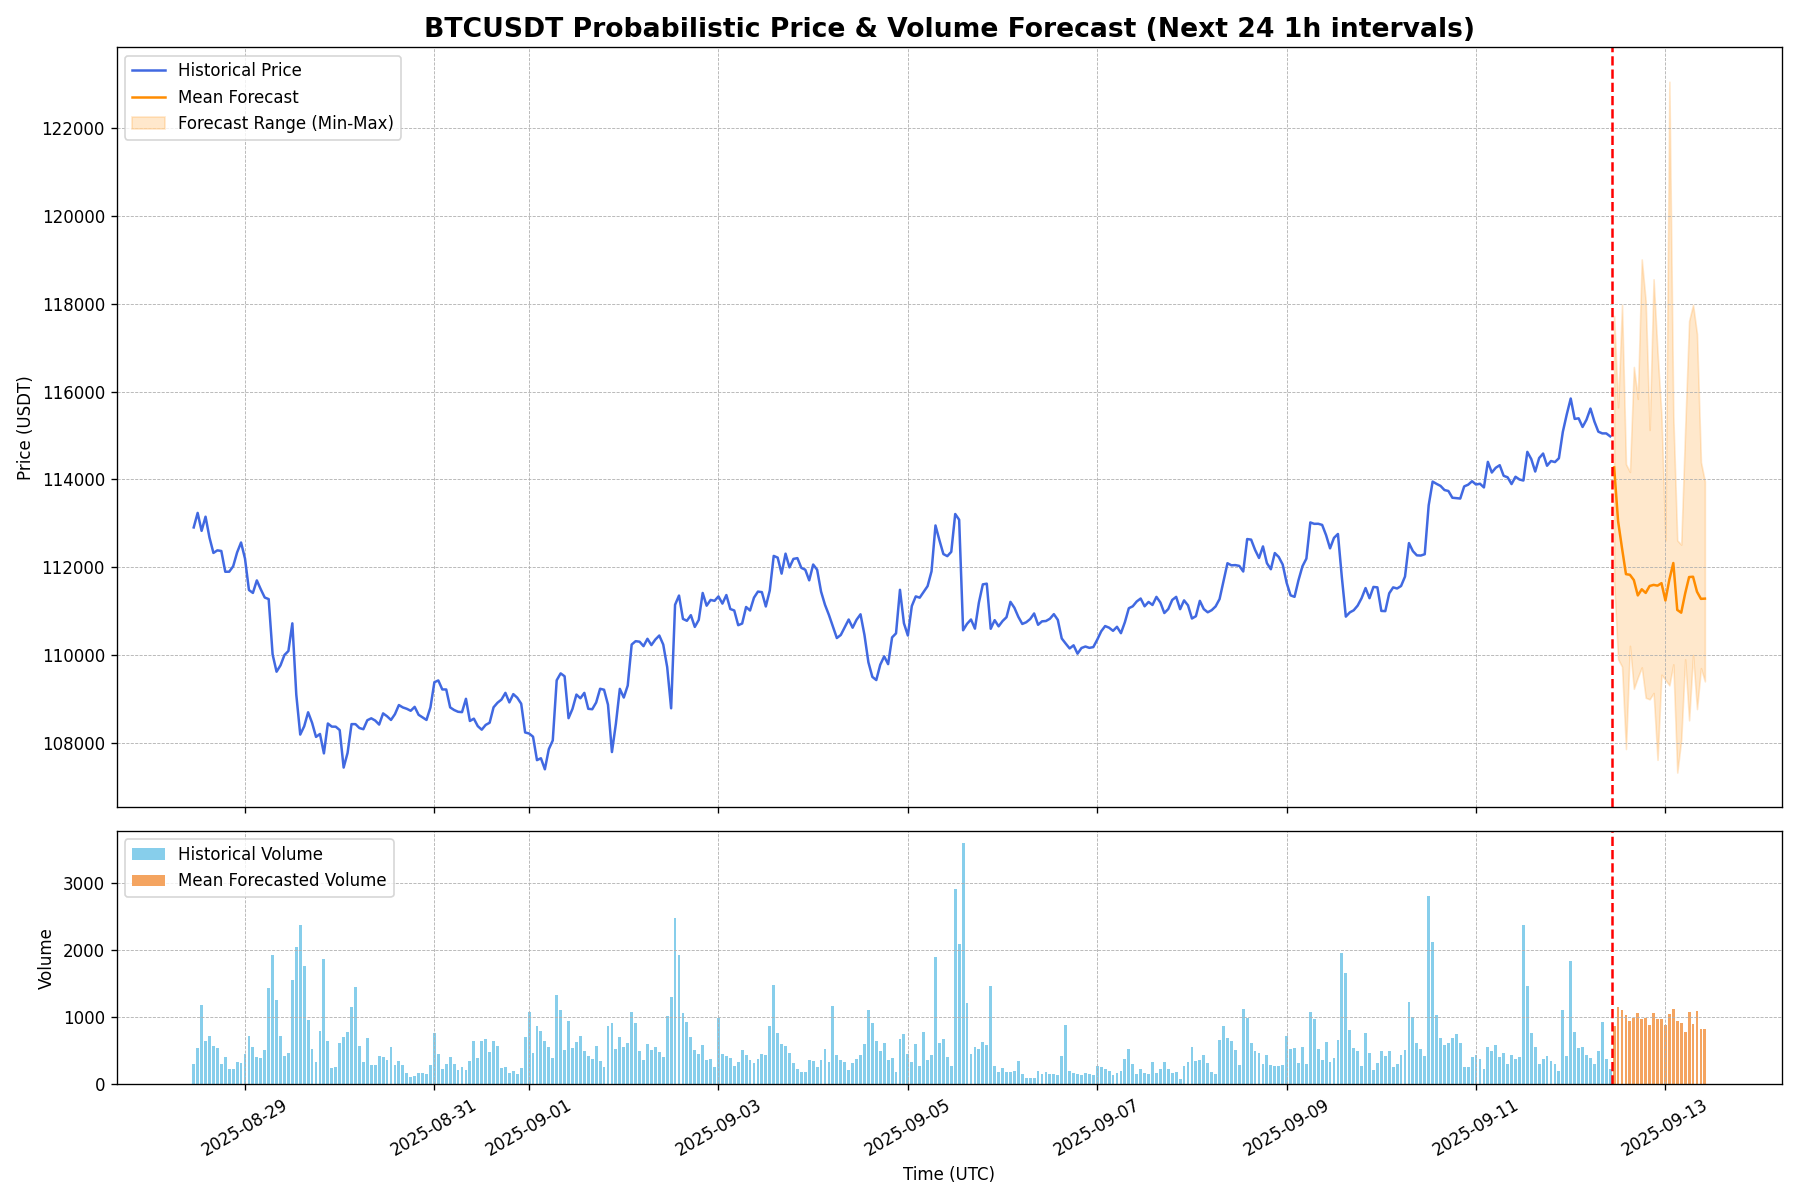 BTCUSDT Probabilistic Price & Volume Forecast (Next 24 1h intervals)
Historical Price
Mean Forecast
Forecast Range (Min-Max)
Price (USDT)
122000
120000
118000
116000
114000
112000
110000
108000
Historical Volume
Mean Forecasted Volume
Volume
3000
2000
1000
0
2025-08-29
2025-08-31
2025-09-01
2025-09-03
2025-09-05
2025-09-07
2025-09-09
2025-09-11
2025-09-13
Time (UTC)